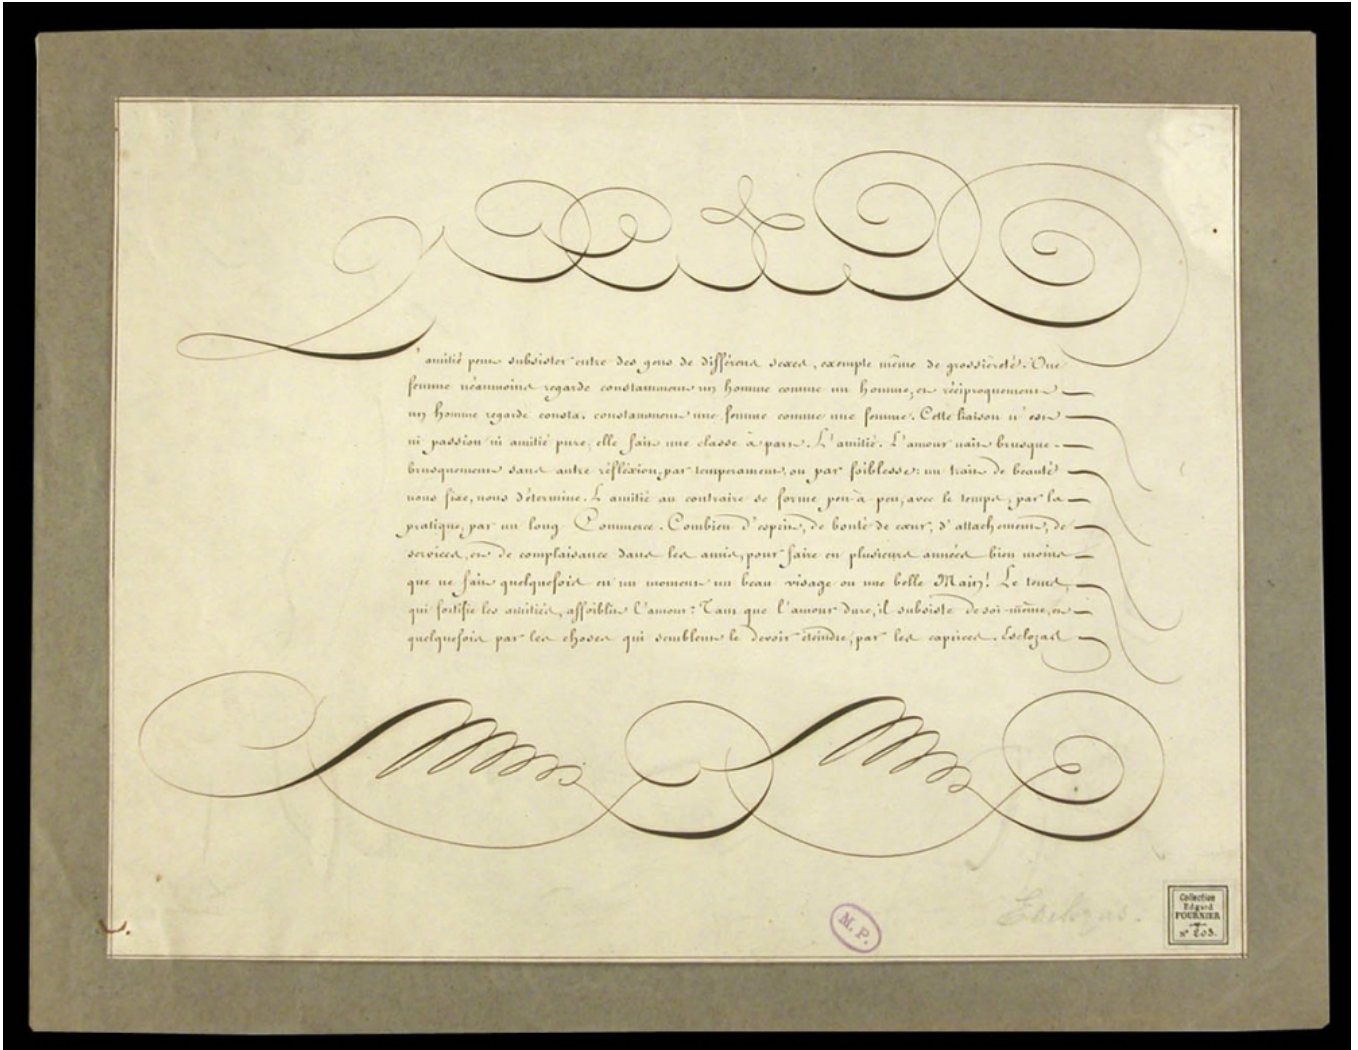 L'amitié peut subsister entre des gens de différens sexes, exempte même de grossièreté. Une
femme néanmoins regarde constamment un homme comme un homme, et réciproquement
un homme regarde consta. constamment une femme comme une femme. Cette liaison n'est
ni passion ni amitié pure, elle fait une classe à part. L'amitié. L'amour nait brusque-
brusquement sans autre réfléxion, par temperament, ou par foiblesse: un trait de beauté
nous fixe, nous détermine. L'amitié au contraire se forme peu-à-peu, avec le temps, par la
pratique, par un long Commerce. Combien d'esprit, de bonté de cœur, d'attachement, de
services, et de complaisance dans les amis, pour faire en plusieurs années bien moins
que ne fait quelquefois en un moment un beau visage ou une belle Main! Le tems,
qui fortifie les amitiés, affoiblit l'amour: Tant que l'amour dure, il subsiste de soi-même, et
quelquefois par les choses qui semblent le devoir éteindre, par les caprices. Esclozas
M. P.
Esclozas.
Collection
Edgard
FOURNIER
N° 203.